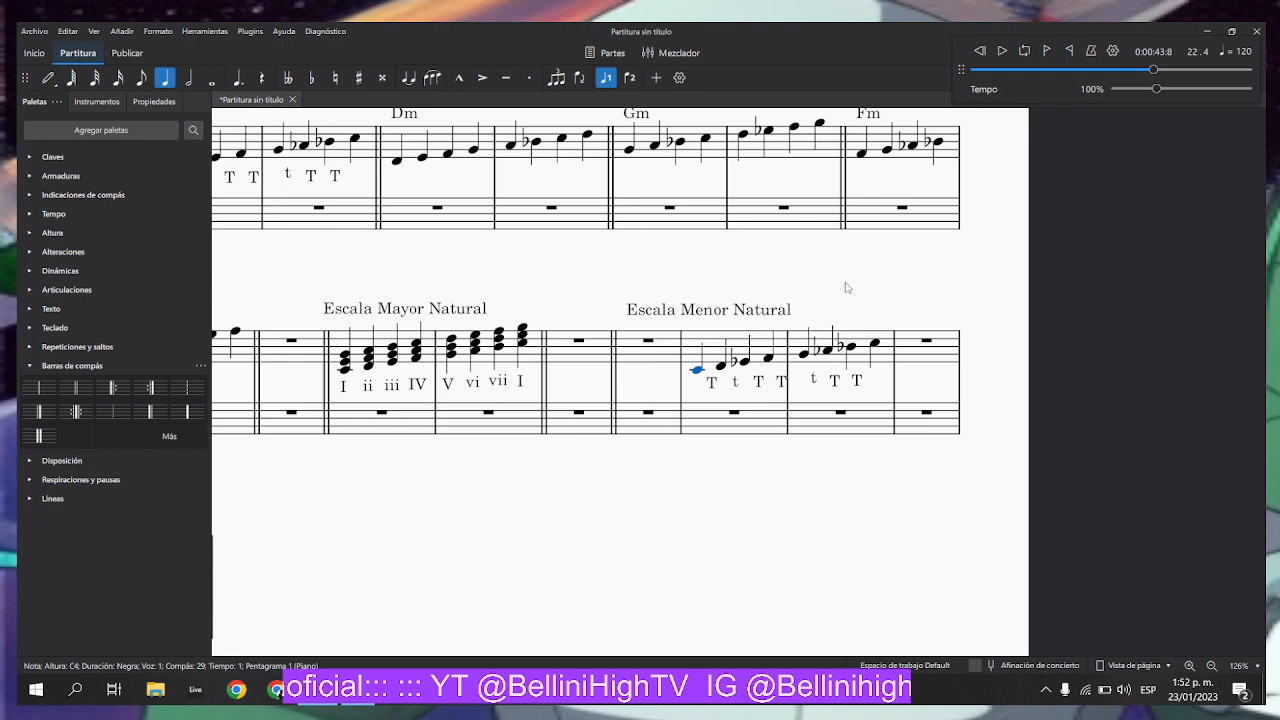 Archivo Editar Ver Añadir Formato Herramientas Plugins Ayuda Diagnóstico
Partitura sin título
Inicio Partitura Publicar
Partes Mezclador
0:00:43:8 22 . 4 = 120
Tempo 100%
Paletas Instrumentos Propiedades
*Partitura sin título
Agregar paletas
Claves
Armaduras
Indicaciones de compás
Tempo
Altura
Alteraciones
Dinámicas
Articulaciones
Texto
Teclado
Repeticiones y saltos
Barras de compás
Más
Disposición
Respiraciones y pausas
Líneas
Dm Gm Fm
T T t T T
Escala Mayor Natural Escala Menor Natural
I ii iii IV V vi vii I
T t T T t T T
Nota; Altura: C4; Duración: Negra; Voz: 1; Compás: 29; Tiempo: 1; Pentagrama 1 (Piano)
Espacio de trabajo Default Afinación de concierto Vista de página 126%
oficial::: ::: YT @BelliniHighTV IG @Bellinihigh
Live
ESP
1:52 p. m.
23/01/2023
2